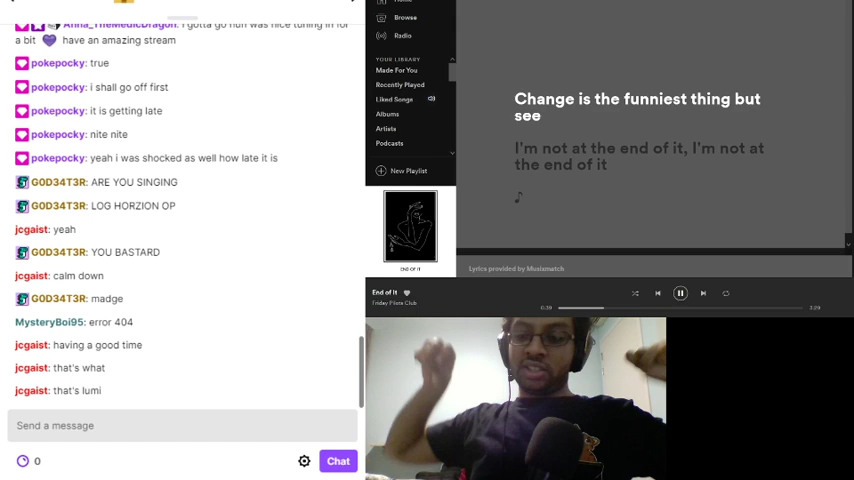 Anna_TheMedicDragon: I gotta go nun was nice tuning in for
a bit 💜 have an amazing stream
pokepocky: true
pokepocky: i shall go off first
pokepocky: it is getting late
pokepocky: nite nite
pokepocky: yeah i was shocked as well how late it is
G0D34T3R: ARE YOU SINGING
G0D34T3R: LOG HORZION OP
jcgaist: yeah
G0D34T3R: YOU BASTARD
jcgaist: calm down
G0D34T3R: madge
MysteryBoi95: error 404
jcgaist: having a good time
jcgaist: that's what
jcgaist: that's lumi
Send a message
0
Chat
Browse
Radio
YOUR LIBRARY
Made For You
Recently Played
Liked Songs
Albums
Artists
Podcasts
New Playlist
END OF IT
Change is the funniest thing but
see
I'm not at the end of it, I'm not at
the end of it
Lyrics provided by Musixmatch
End of It
Friday Pilots Club
0:39
3:29